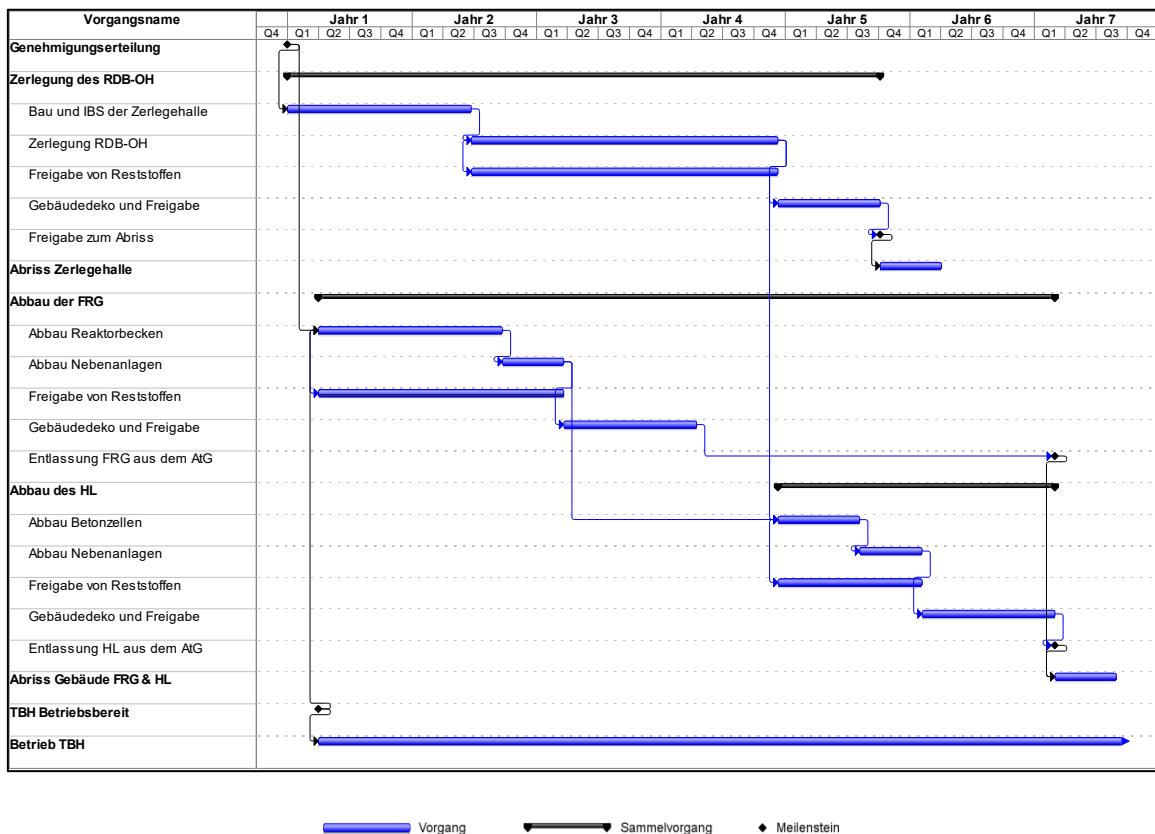 Vorgangsname Jahr 1 Jahr 2 Jahr 3 Jahr 4 Jahr 5 Jahr 6 Jahr 7
Q4 Q1 Q2 Q3 Q4 Q1 Q2 Q3 Q4 Q1 Q2 Q3 Q4 Q1 Q2 Q3 Q4 Q1 Q2 Q3 Q4 Q1 Q2 Q3 Q4 Q1 Q2 Q3 Q4
Genehmigungserteilung
Zerlegung des RDB-OH
Bau und IBS der Zerlegehalle
Zerlegung RDB-OH
Freigabe von Reststoffen
Gebäudedeko und Freigabe
Freigabe zum Abriss
Abriss Zerlegehalle
Abbau der FRG
Abbau Reaktorbecken
Abbau Nebenanlagen
Freigabe von Reststoffen
Gebäudedeko und Freigabe
Entlassung FRG aus dem AtG
Abbau des HL
Abbau Betonzellen
Abbau Nebenanlagen
Freigabe von Reststoffen
Gebäudedeko und Freigabe
Entlassung HL aus dem AtG
Abriss Gebäude FRG & HL
TBH Betriebsbereit
Betrieb TBH
Vorgang Sammelvorgang Meilenstein